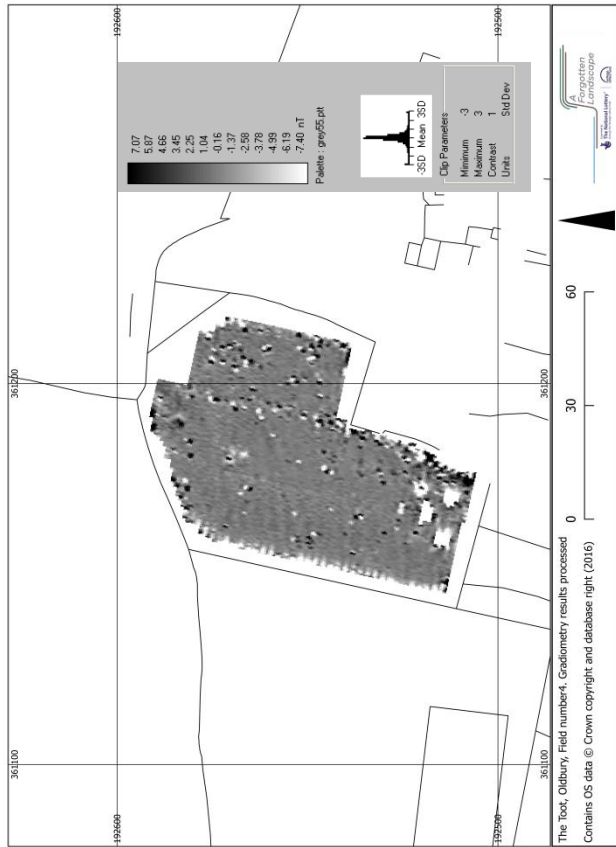 192600
192500
361200
361100
7.07
5.87
4.66
3.45
2.25
1.04
-0.16
-1.37
-2.58
-3.78
-4.99
-6.19
-7.40 nT
Palette : grey55.plt
-3SD Mean 3SD
Clip Parameters
Minimum -3
Maximum 3
Contrast 1
Units Std Dev
361200
361100
192600
192500
0 30 60
The Toot, Oldbury, Field number4. Gradiometry results processed
Contains OS data © Crown copyright and database right (2016)
A
Forgotten
Landscape
The National Lottery